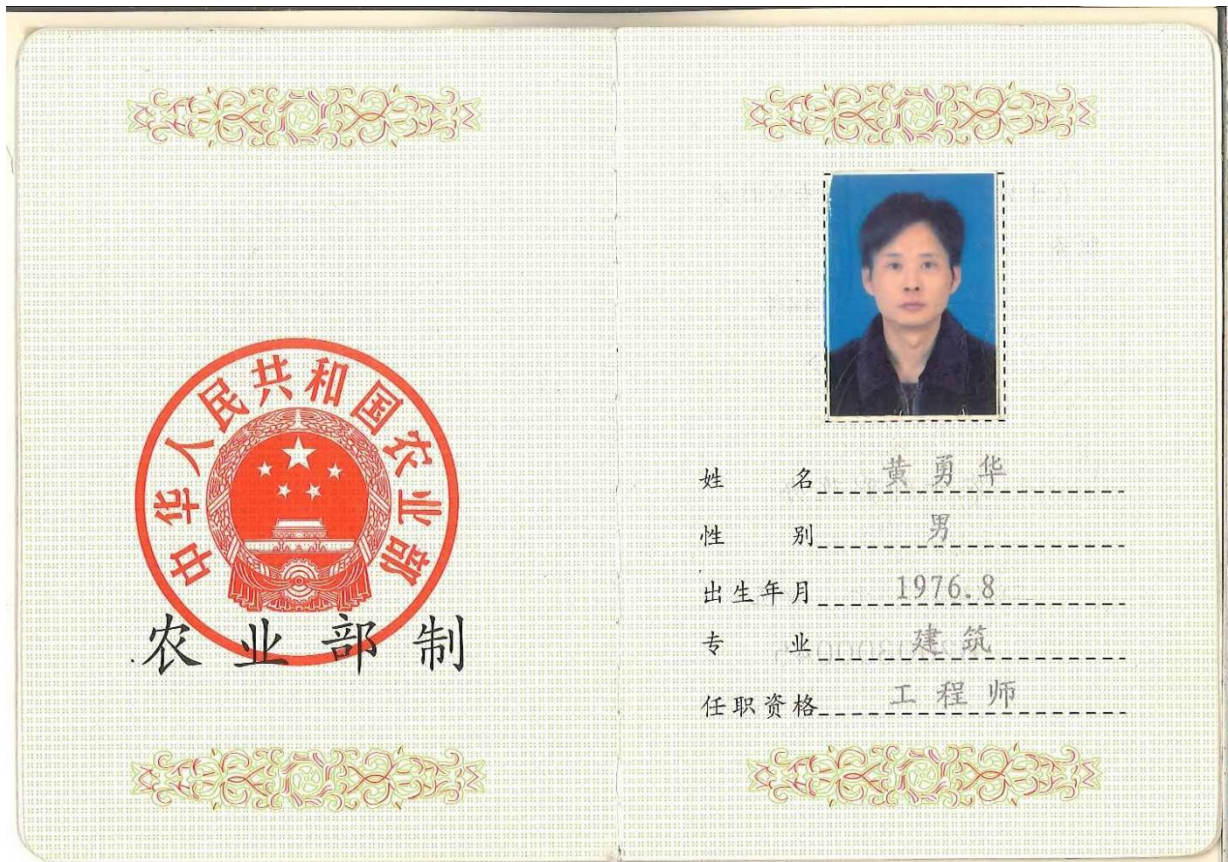 中华人民共和国农业部
农业部制
姓 名 黄勇华
性 别 男
出生年月 1976.8
专 业 建筑
任职资格 工程师